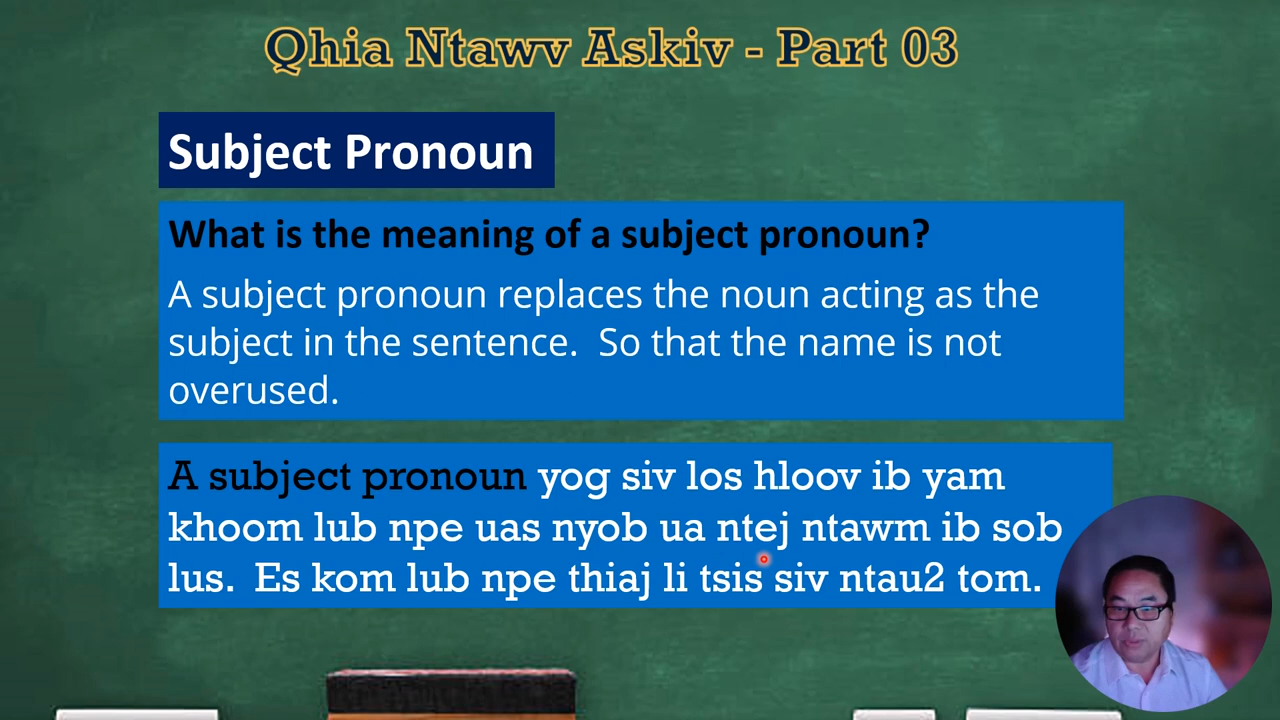 Qhia Ntawv Askiv - Part 03
Subject Pronoun
What is the meaning of a subject pronoun?
A subject pronoun replaces the noun acting as the
subject in the sentence.  So that the name is not
overused.
A subject pronoun yog siv los hloov ib yam
khoom lub npe uas nyob ua ntej ntawm ib sob
lus.  Es kom lub npe thiaj li tsis siv ntau2 tom.